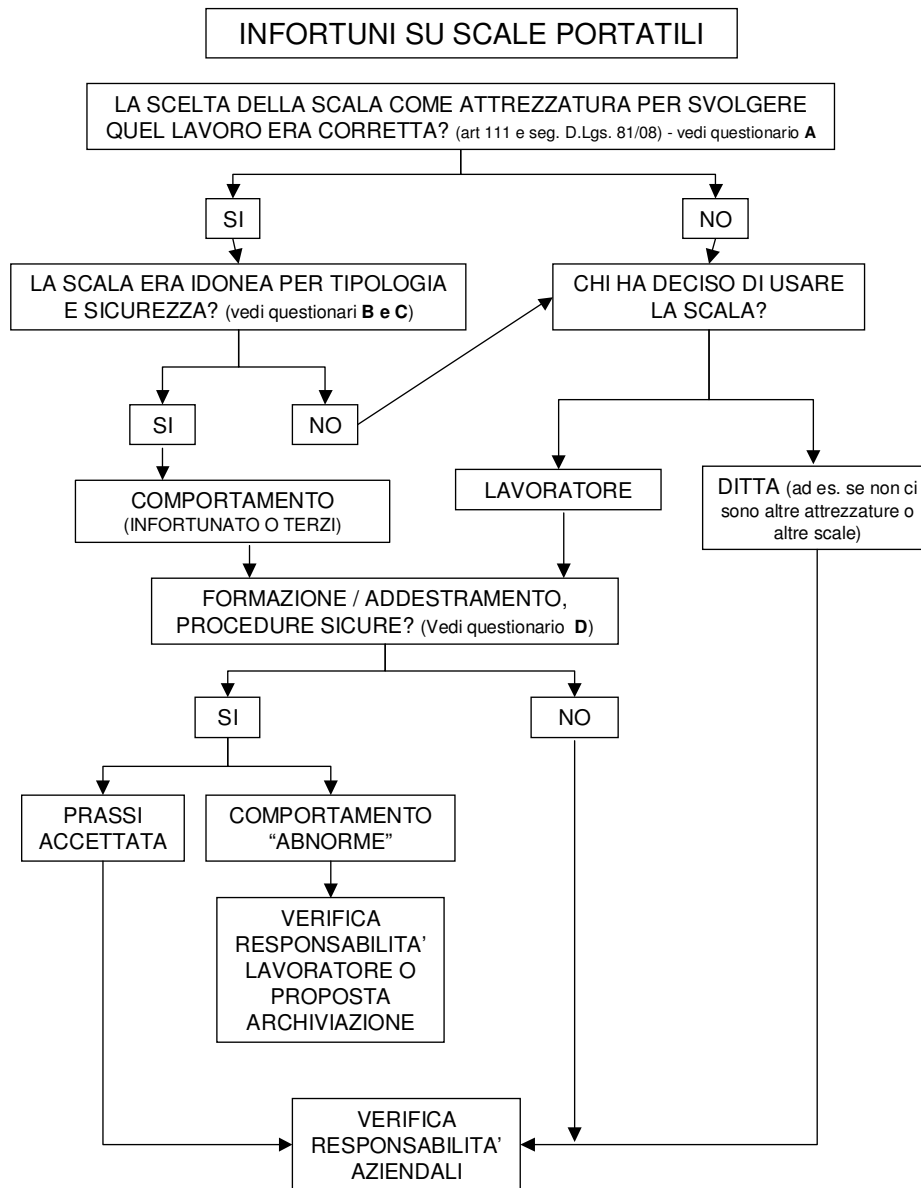 INFORTUNI SU SCALE PORTATILI
LA SCELTA DELLA SCALA COME ATTREZZATURA PER SVOLGERE
QUEL LAVORO ERA CORRETTA? (art 111 e seg. D.Lgs. 81/08) - vedi questionario A
SI
NO
LA SCALA ERA IDONEA PER TIPOLOGIA
E SICUREZZA? (vedi questionari B e C)
CHI HA DECISO DI USARE
LA SCALA?
SI
NO
COMPORTAMENTO
(INFORTUNATO O TERZI)
LAVORATORE
DITTA (ad es. se non ci
sono altre attrezzature o
altre scale)
FORMAZIONE / ADDESTRAMENTO,
PROCEDURE SICURE? (Vedi questionario D)
SI
NO
PRASSI
ACCETTATA
COMPORTAMENTO
“ABNORME”
VERIFICA
RESPONSABILITA’
LAVORATORE O
PROPOSTA
ARCHIVIAZIONE
VERIFICA
RESPONSABILITA’
AZIENDALI